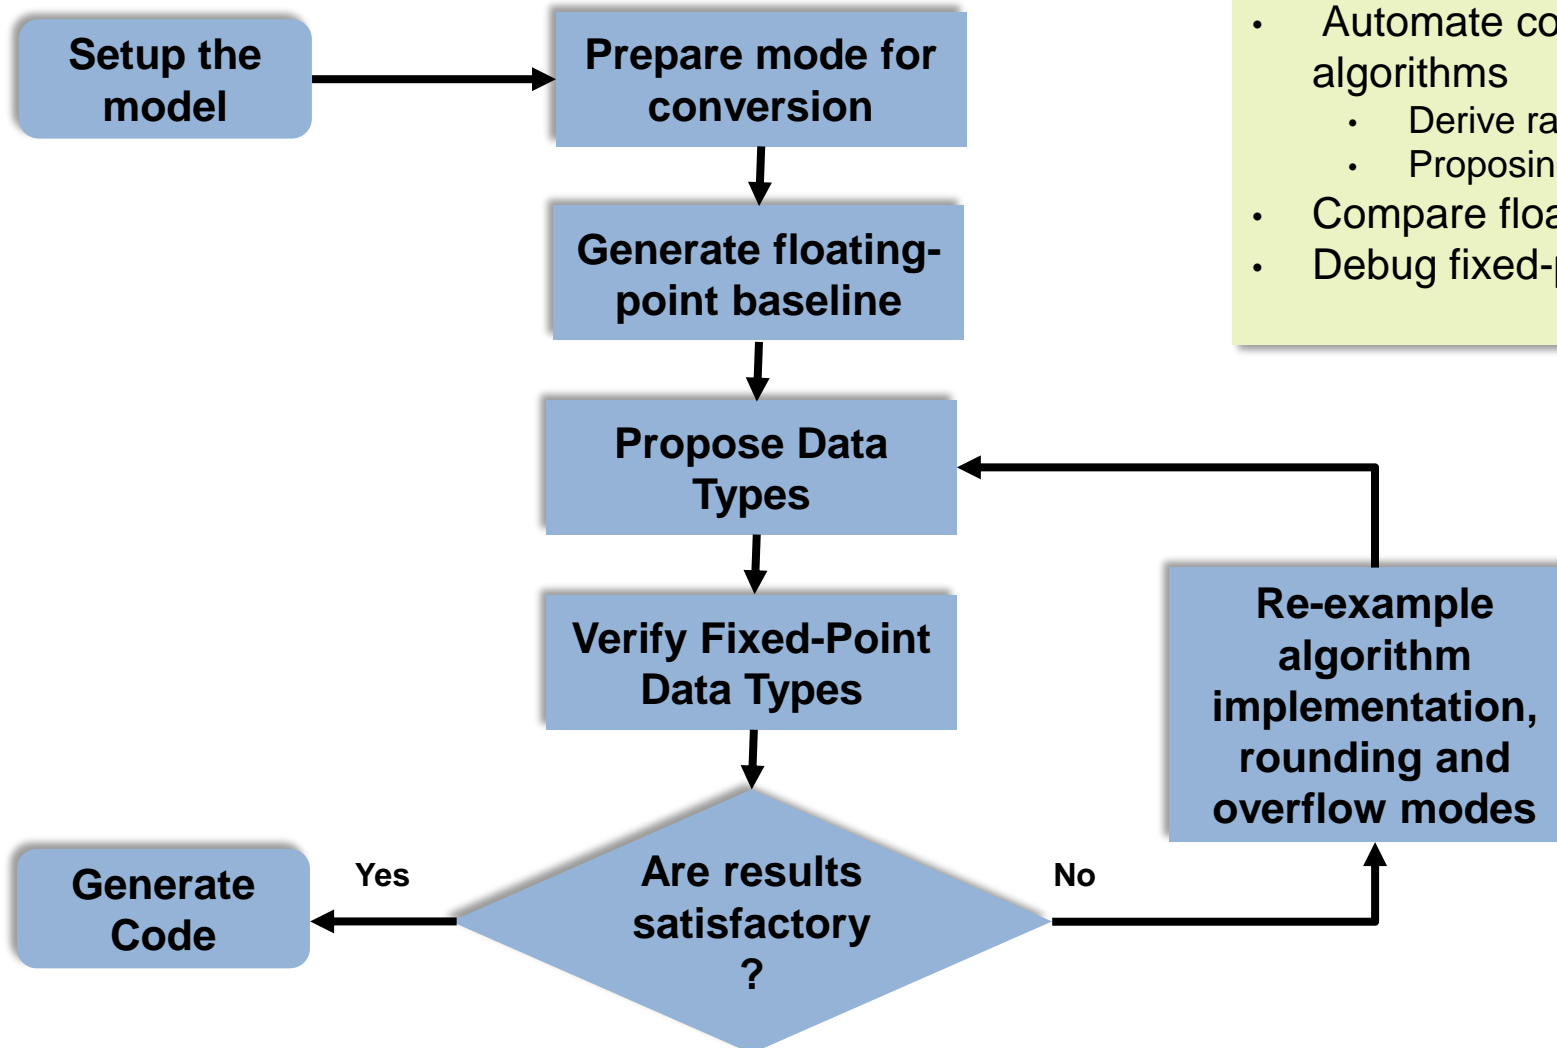 Setup the
model
Prepare mode for
conversion
Generate floating-
point baseline
Propose Data
Types
Verify Fixed-Point
Data Types
Are results
satisfactory
?
Yes
Generate
Code
No
Re-example
algorithm
implementation,
rounding and
overflow modes
• Automate
algorithms
• Derive
•
• Compare
• Debug